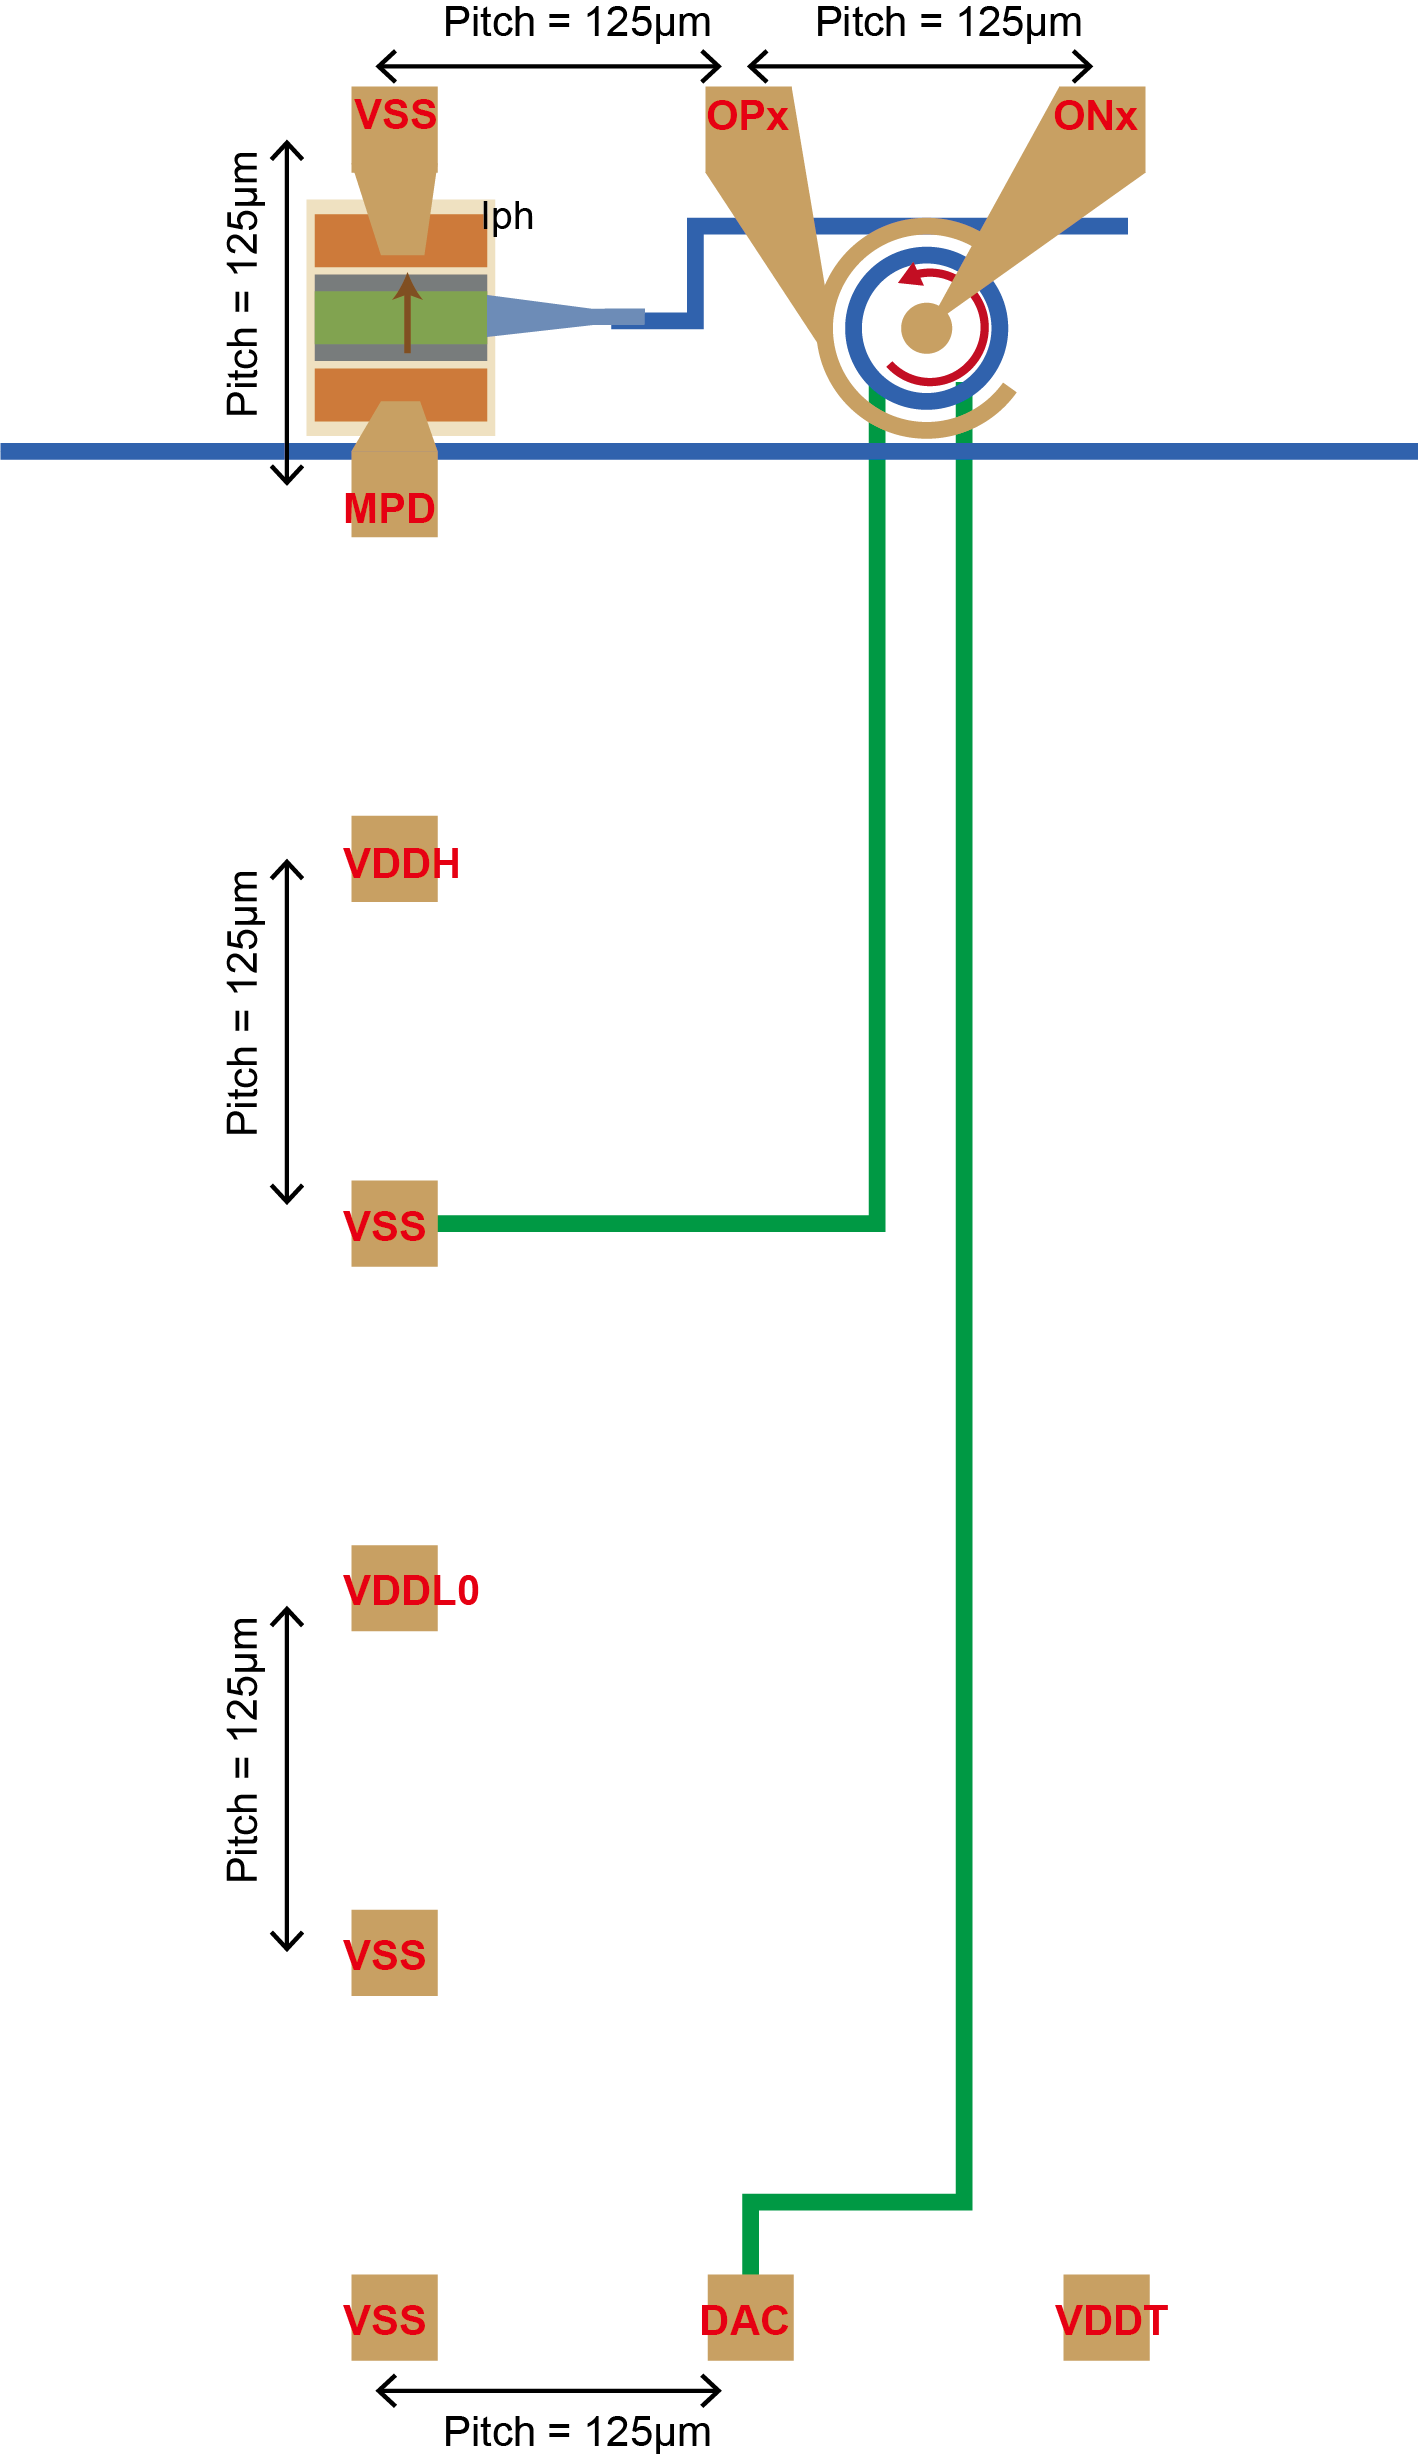 Pitch = 125µm
Pitch = 125µm
VSS
OPx
ONx
Pitch = 125µm
Iph
MPD
VDDH
Pitch = 125µm
VSS
VDDL0
Pitch = 125µm
VSS
VSS
DAC
VDDT
Pitch = 125µm